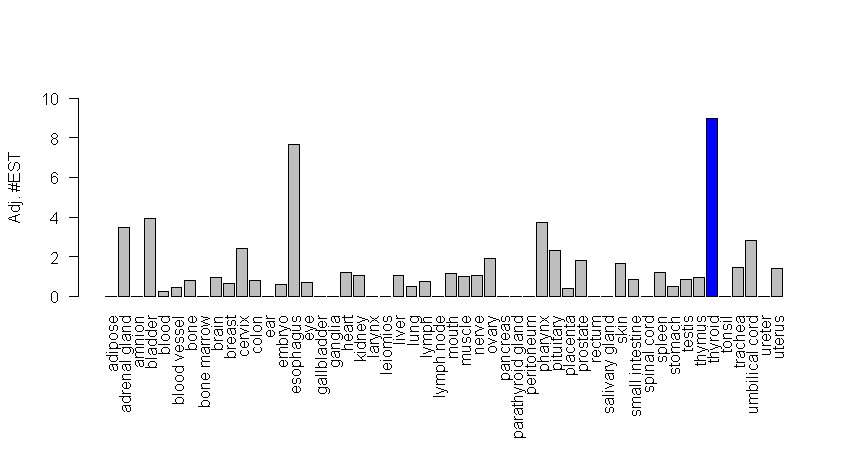 10
8
6
4
2
0
Adj. #EST
adipose
adrenal gland
amnion
bladder
blood
blood vessel
bone
bone marrow
brain
breast
cervix
colon
ear
embryo
esophagus
eye
gallbladder
ganglia
heart
kidney
larynx
leiomios
liver
lung
lymph
lymph node
mouth
muscle
nerve
ovary
pancreas
parathyroid gland
peritoneum
pharynx
pituitary
placenta
prostate
rectum
salivary gland
skin
small intestine
spinal cord
spleen
stomach
testis
thymus
thyroid
tonsil
trachea
umbilical cord
ureter
uterus